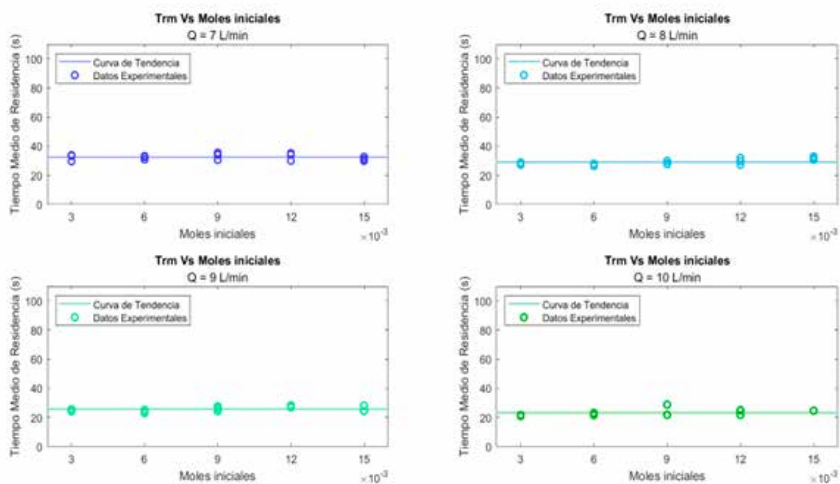 Trm Vs Moles iniciales
Q = 7 L/min
Tiempo Medio de Residencia (s)
100
80
60
40
20
0
Curva de Tendencia
Datos Experimentales
3 6 9 12 15
Moles iniciales
×10⁻³
Trm Vs Moles iniciales
Q = 8 L/min
Tiempo Medio de Residencia (s)
100
80
60
40
20
0
Curva de Tendencia
Datos Experimentales
3 6 9 12 15
Moles iniciales
×10⁻³
Trm Vs Moles iniciales
Q = 9 L/min
Tiempo Medio de Residencia (s)
100
80
60
40
20
0
Curva de Tendencia
Datos Experimentales
3 6 9 12 15
Moles iniciales
×10⁻³
Trm Vs Moles iniciales
Q = 10 L/min
Tiempo Medio de Residencia (s)
100
80
60
40
20
0
Curva de Tendencia
Datos Experimentales
3 6 9 12 15
Moles iniciales
×10⁻³